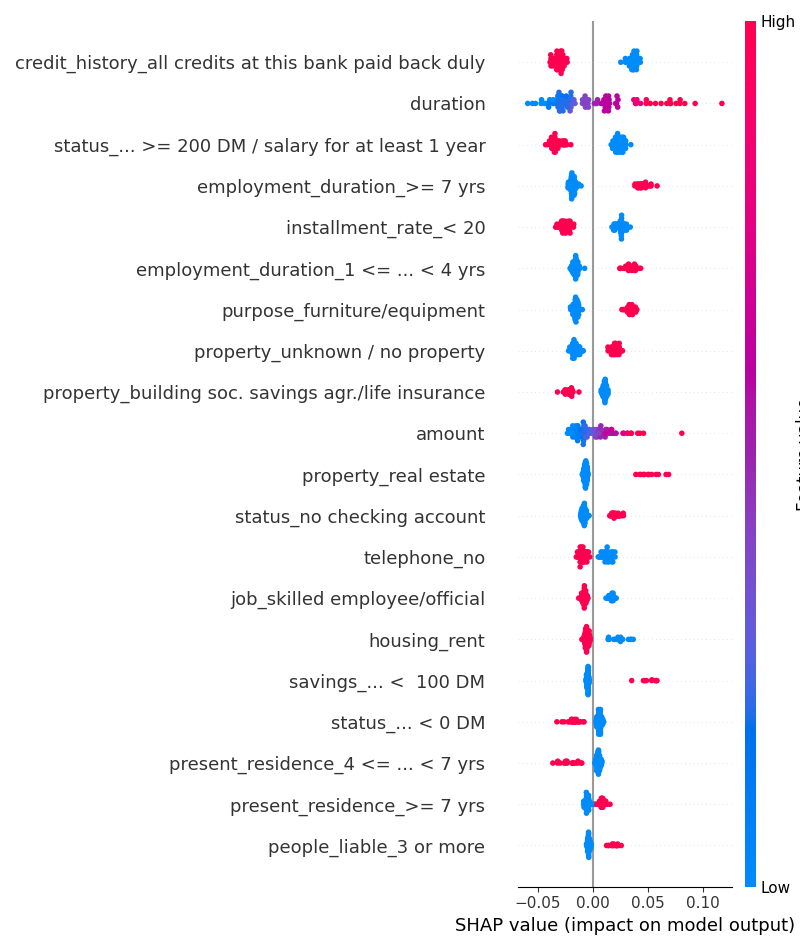 High
credit_history_all credits at this bank paid back duly
duration
status_... >= 200 DM / salary for at least 1 year
employment_duration_>= 7 yrs
installment_rate_< 20
employment_duration_1 <= ... < 4 yrs
purpose_furniture/equipment
property_unknown / no property
property_building soc. savings agr./life insurance
amount
property_real estate
status_no checking account
telephone_no
job_skilled employee/official
housing_rent
savings_... <  100 DM
status_... < 0 DM
present_residence_4 <= ... < 7 yrs
present_residence_>= 7 yrs
people_liable_3 or more
Low
−0.05 0.00 0.05 0.10
SHAP value (impact on model output)